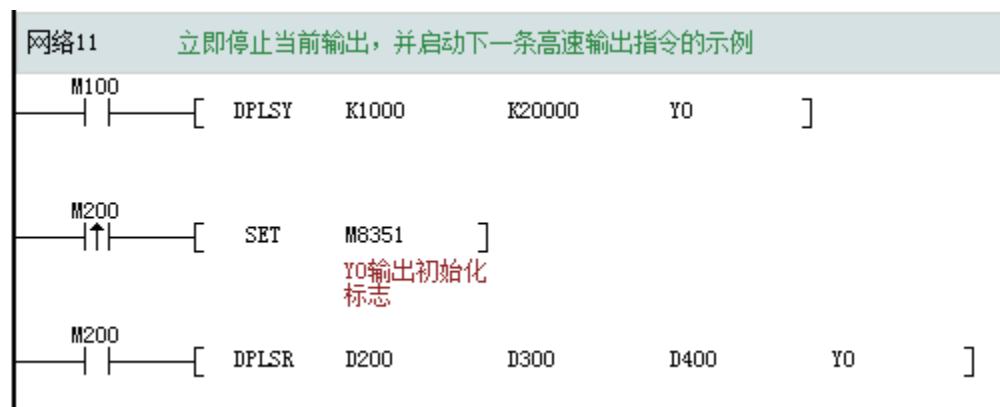 网络11 立即停止当前输出，并启动下一条高速输出指令的示例
M100
DPLSY K1000 K20000 Y0
M200
SET M8351
Y0输出初始化
标志
M200
DPLSR D200 D300 D400 Y0